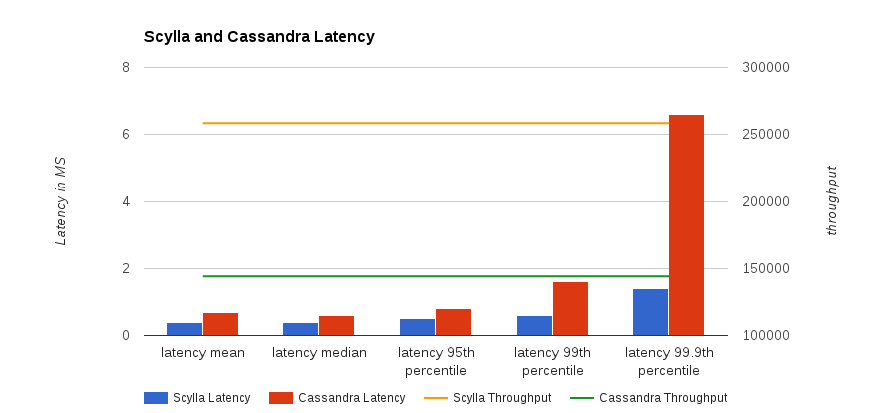 Scylla and Cassandra Latency
8
6
4
2
0
Latency in MS
300000
250000
200000
150000
100000
throughput
latency mean
latency median
latency 95th
percentile
latency 99th
percentile
latency 99.9th
percentile
Scylla Latency
Cassandra Latency
Scylla Throughput
Cassandra Throughput